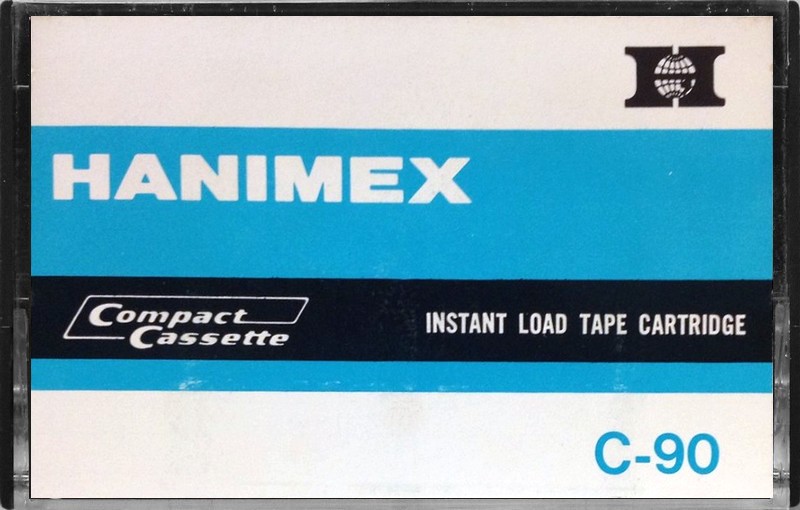 HANIMEX
Compact
Cassette
INSTANT LOAD TAPE CARTRIDGE
C-90